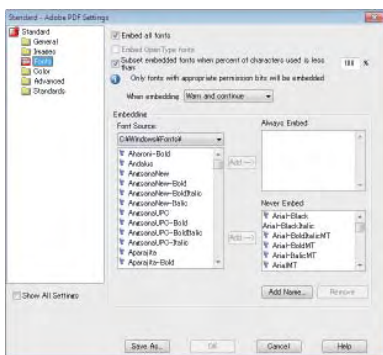 Standard - Adobe PDF Settings
Standard
General
Images
Fonts
Color
Advanced
Standards
Show All Settings
Embed all fonts
Embed OpenType fonts
Subset embedded fonts when percent of characters used is less than
100 %
Only fonts with appropriate permission bits will be embedded
When embedding Warn and continue
Embedding
Font Source:
C:¥Windows¥Fonts¥
Aharoni-Bold
Andalus
AngsanaNew
AngsanaNew-Bold
AngsanaNew-BoldItalic
AngsanaNew-Italic
AngsanaUPC
AngsanaUPC-Bold
AngsanaUPC-BoldItalic
AngsanaUPC-Italic
Aparajita
Aparajita-Bold
Add -->
Add -->
Always Embed
Never Embed
Arial-Black
Arial-BlackItalic
Arial-BoldItalicMT
Arial-BoldMT
Arial-ItalicMT
ArialMT
Add Name...
Remove
Save As...
OK
Cancel
Help